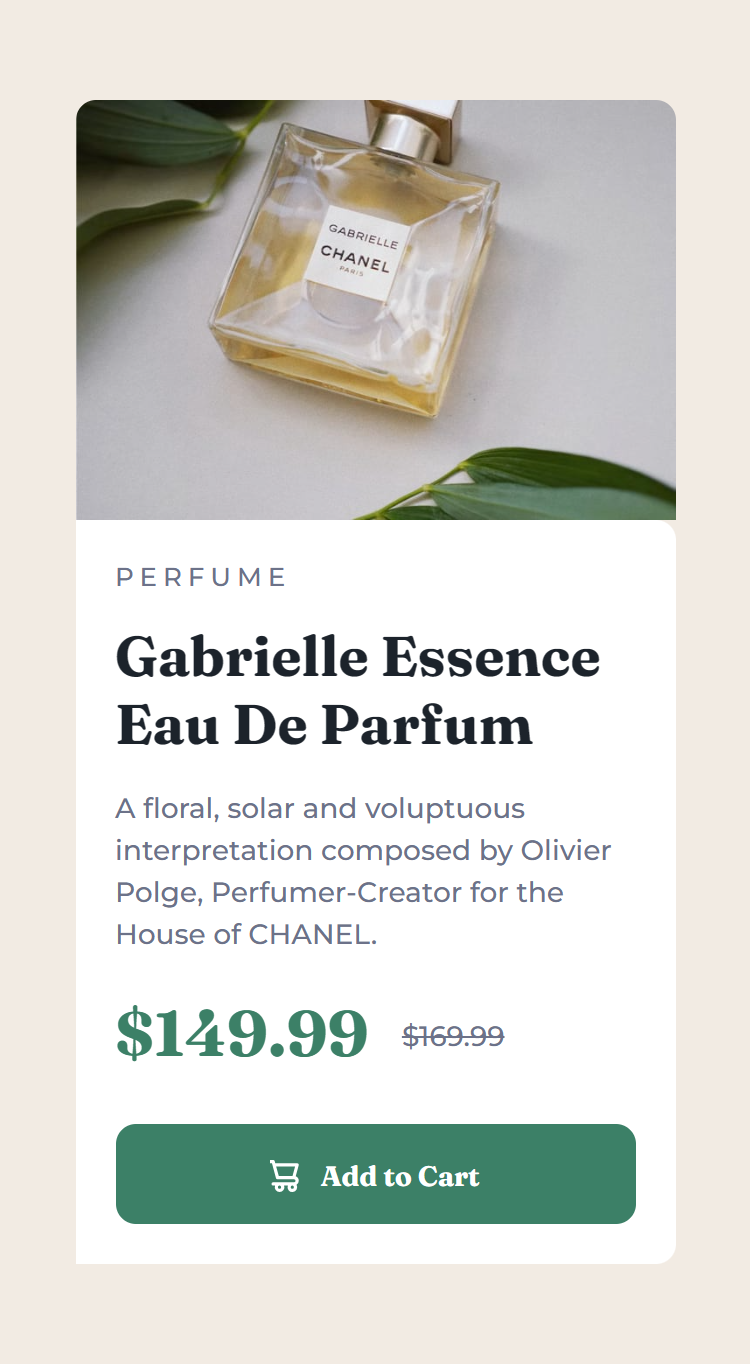 GABRIELLE
CHANEL
PARIS
PERFUME
Gabrielle Essence
Eau De Parfum
A floral, solar and voluptuous
interpretation composed by Olivier
Polge, Perfumer-Creator for the
House of CHANEL.
$149.99 $169.99
Add to Cart